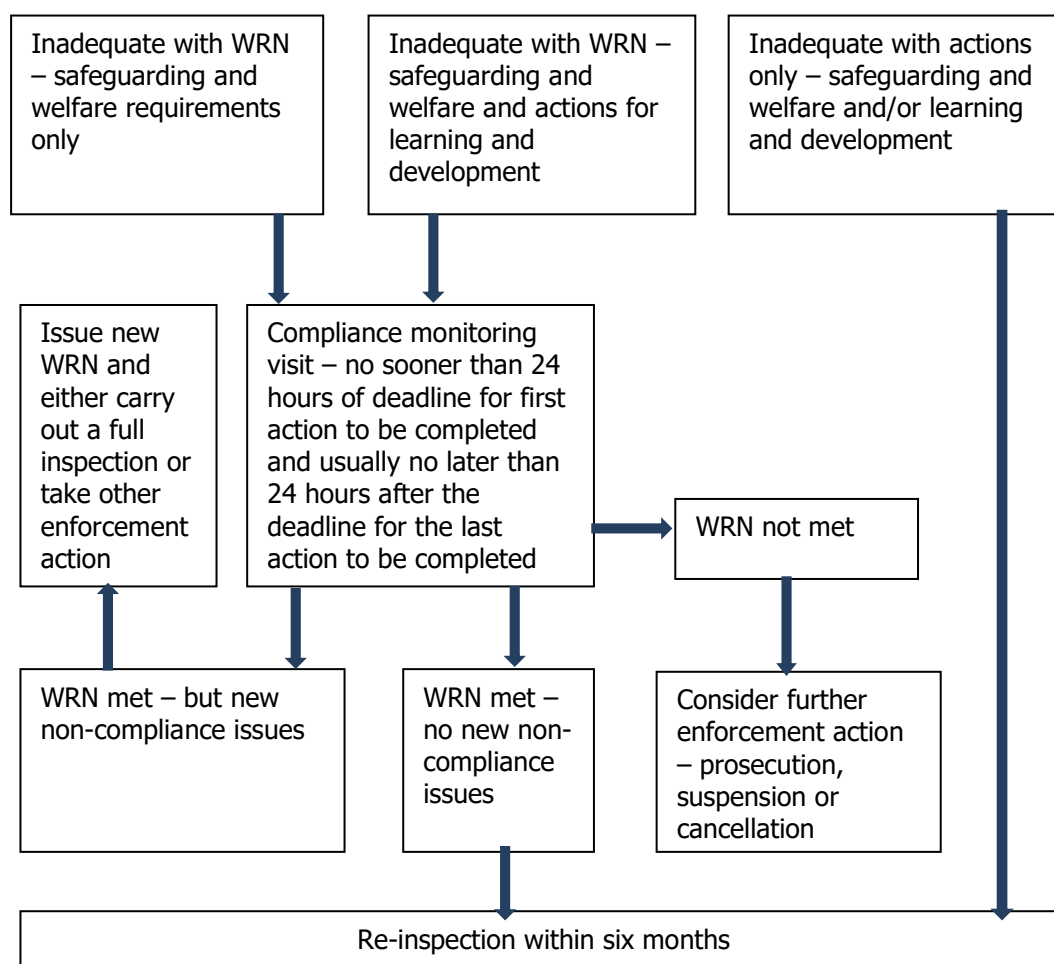 Inadequate with WRN
– safeguarding and
welfare requirements
only
Inadequate with WRN –
safeguarding and
welfare and actions for
learning and
development
Inadequate with actions
only – safeguarding and
welfare and/or learning
and development
Issue new
WRN and
either carry
out a full
inspection or
take other
enforcement
action
Compliance monitoring
visit – no sooner than 24
hours of deadline for first
action to be completed
and usually no later than
24 hours after the
deadline for the last
action to be completed
WRN not met
WRN met – but new
non-compliance issues
WRN met –
no new non-
compliance
issues
Consider further
enforcement action
– prosecution,
suspension or
cancellation
Re-inspection within six months